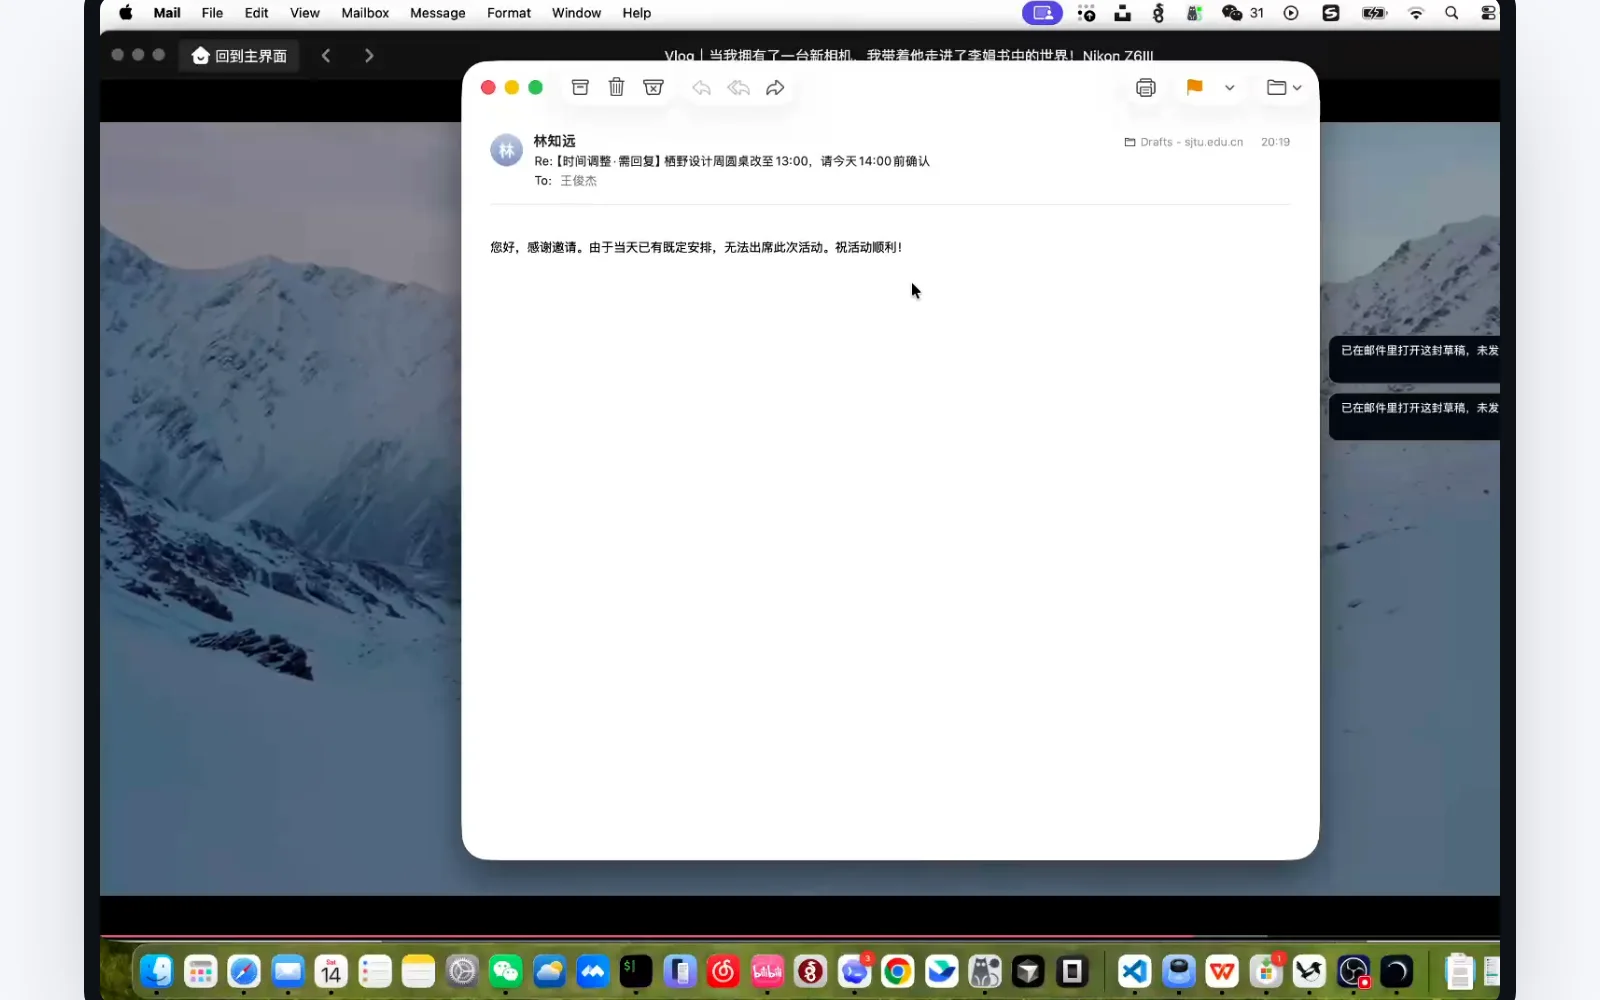 Mail File Edit View Mailbox Message Format Window Help 31
回到主界面
Vlog｜当我拥有了一台新相机，我带着他走进了李娟书中的世界！Nikon Z6III
林
林知远
Drafts - sjtu.edu.cn 20:19
Re:【时间调整·需回复】栖野设计周圆桌改至13:00，请今天14:00前确认
To: 王俊杰
您好，感谢邀请。由于当天已有既定安排，无法出席此次活动。祝活动顺利！
已在邮件里打开这封草稿，未发
已在邮件里打开这封草稿，未发
Sat
14
$|
bilibili
3
1